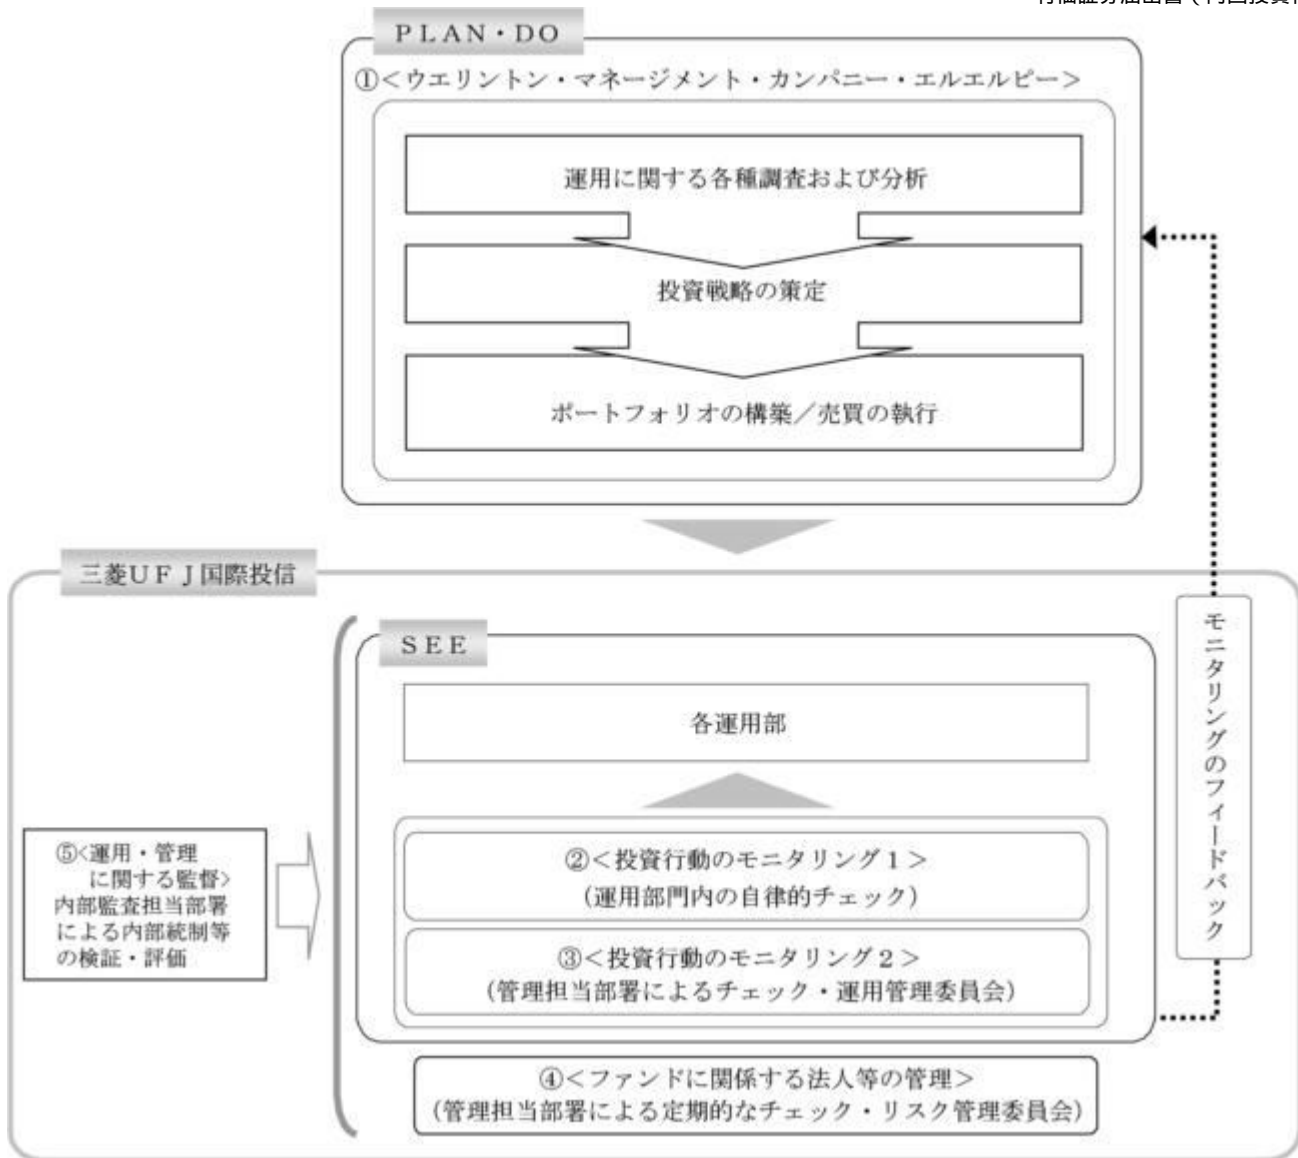 PLAN・DO
①<ウエリントン・マネージメント・カンパニー・エルエルピー>
運用に関する各種調査および分析
投資戦略の策定
ポートフォリオの構築／売買の執行
三菱UFJ国際投信
SEE
各運用部
モニタリングのフィードバック
②<投資行動のモニタリング１>
(運用部門内の自律的チェック)
③<投資行動のモニタリング２>
(管理担当部署によるチェック・運用管理委員会)
⑤<運用・管理
に関する監督>
内部監査担当部署
による内部統制等
の検証・評価
④<ファンドに関係する法人等の管理>
(管理担当部署による定期的なチェック・リスク管理委員会)